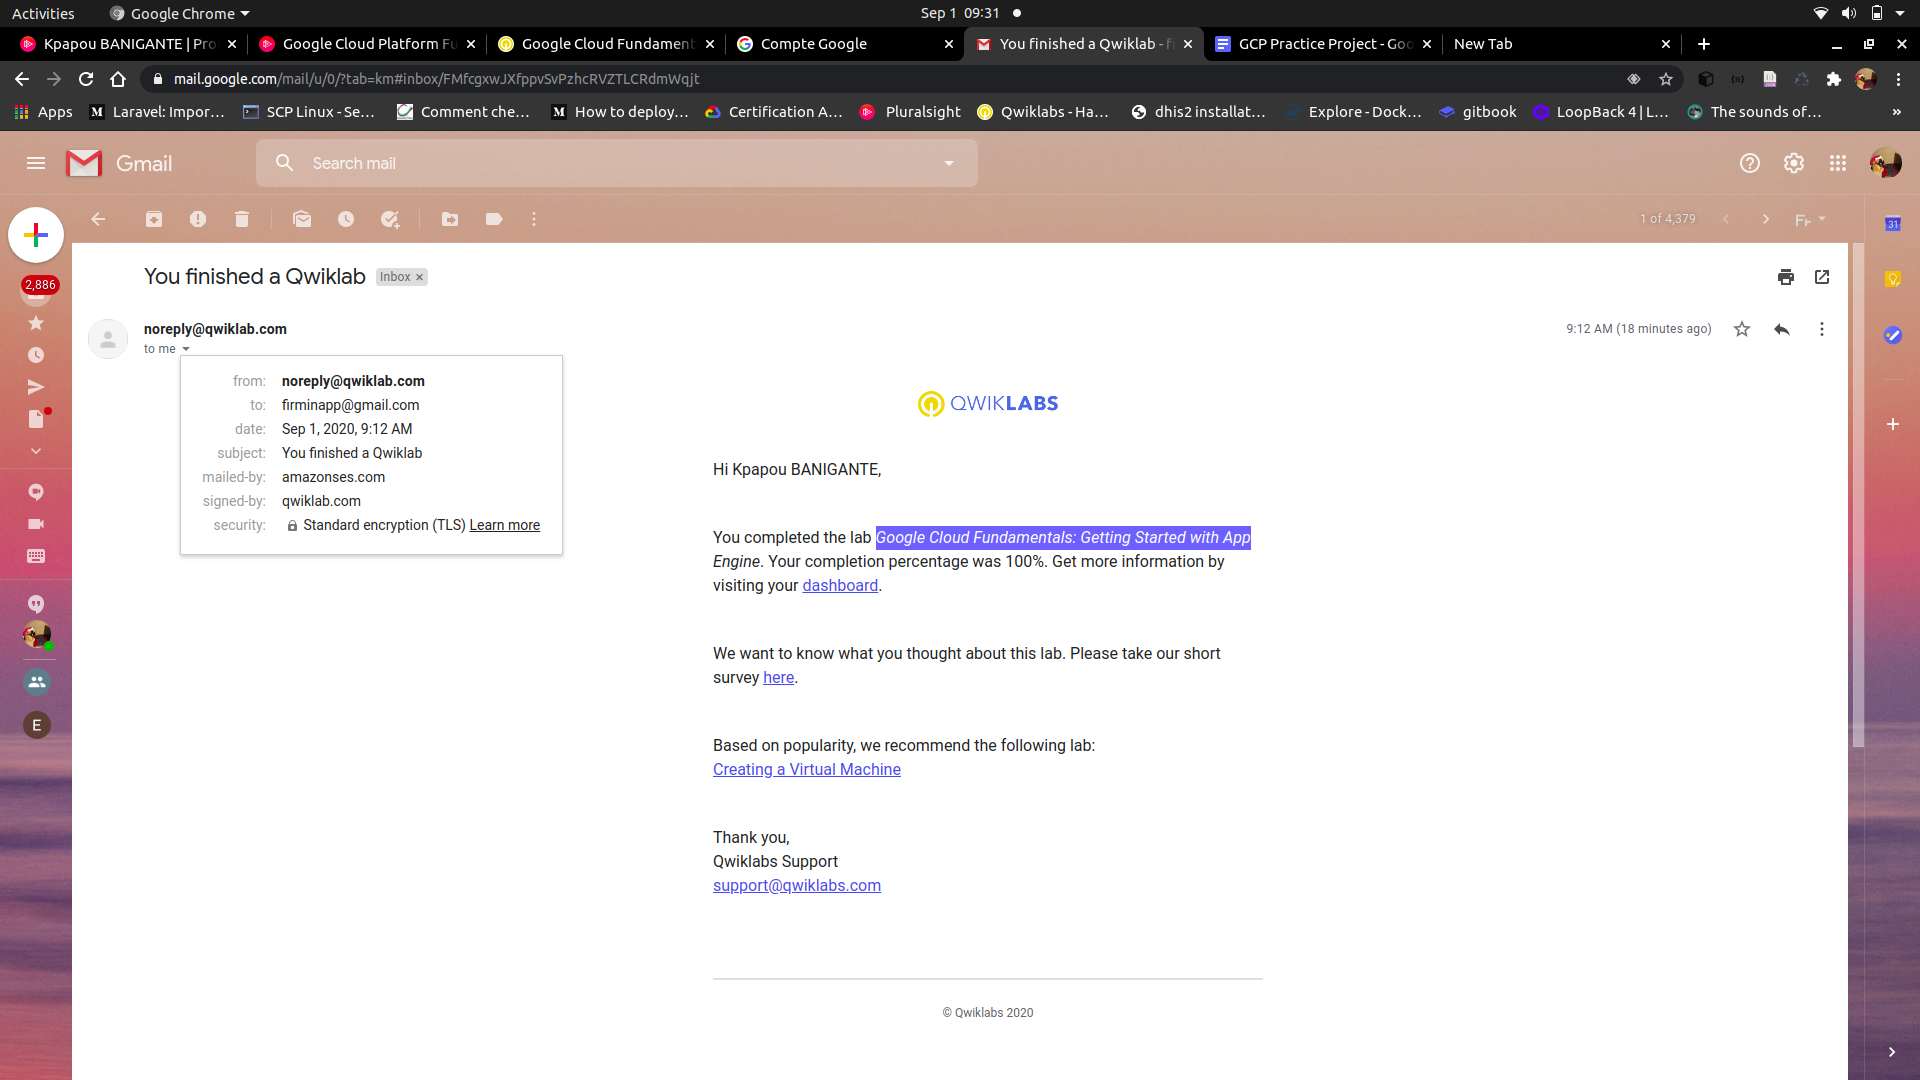 Activities
Google Chrome
Sep 1 09:31
Kpapou BANIGANTE | Pro
Google Cloud Platform Fu
Google Cloud Fundament
Compte Google
You finished a Qwiklab - fi
GCP Practice Project - Goo
New Tab
mail.google.com/mail/u/0/?tab=km#inbox/FMfcgxwJXfppvSvPzhcRVZTLCRdmWqjt
Apps
Laravel: Impor...
SCP Linux - Se...
Comment che...
How to deploy...
Certification A...
Pluralsight
Qwiklabs - Ha...
dhis2 installat...
Explore - Dock...
gitbook
LoopBack 4 | L...
The sounds of...
»
Gmail
Search mail
1 of 4,379
Fr
31
2,886
You finished a Qwiklab
Inbox ×
noreply@qwiklab.com
9:12 AM (18 minutes ago)
to me
from: noreply@qwiklab.com
to: firminapp@gmail.com
date: Sep 1, 2020, 9:12 AM
subject: You finished a Qwiklab
mailed-by: amazonses.com
signed-by: qwiklab.com
security: Standard encryption (TLS) Learn more
E
QWIKLABS
Hi Kpapou BANIGANTE,
You completed the lab Google Cloud Fundamentals: Getting Started with App
Engine. Your completion percentage was 100%. Get more information by
visiting your dashboard.
We want to know what you thought about this lab. Please take our short
survey here.
Based on popularity, we recommend the following lab:
Creating a Virtual Machine
Thank you,
Qwiklabs Support
support@qwiklabs.com
© Qwiklabs 2020